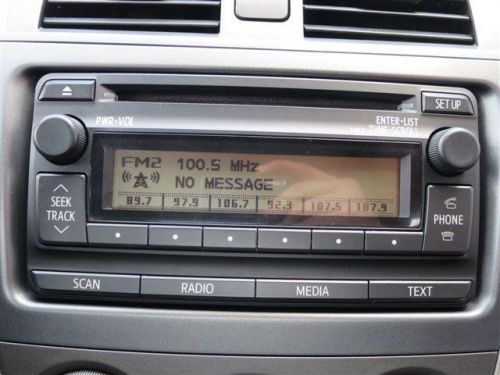 SET UP
PWR•VOL
ENTER•LIST
TUNE•SCROLL
FM2 100.5 MHz
NO MESSAGE
89.7 97.9 106.7 92.3 107.5 107.9
SEEK
TRACK
PHONE
SCAN RADIO MEDIA TEXT